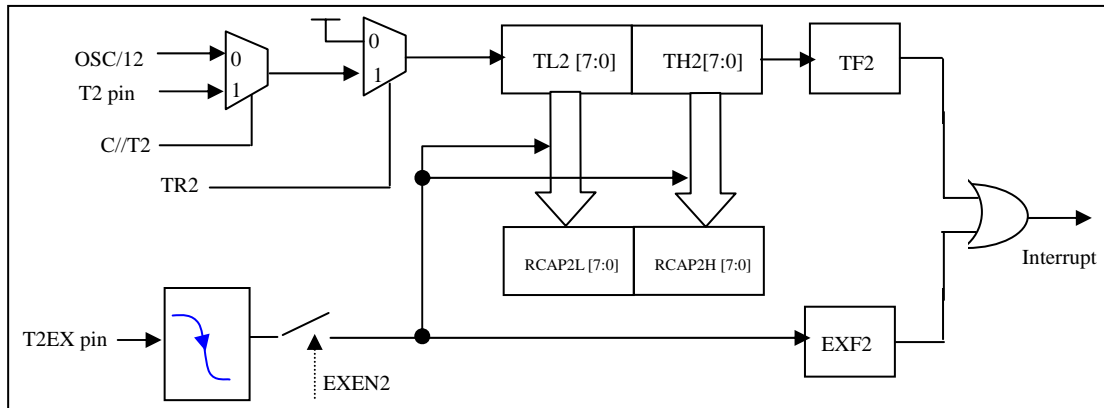 OSC/12
0
1
T2 pin
C//T2
0
1
TR2
TL2 [7:0]
TH2[7:0]
TF2
RCAP2L [7:0]
RCAP2H [7:0]
Interrupt
T2EX pin
EXEN2
EXF2